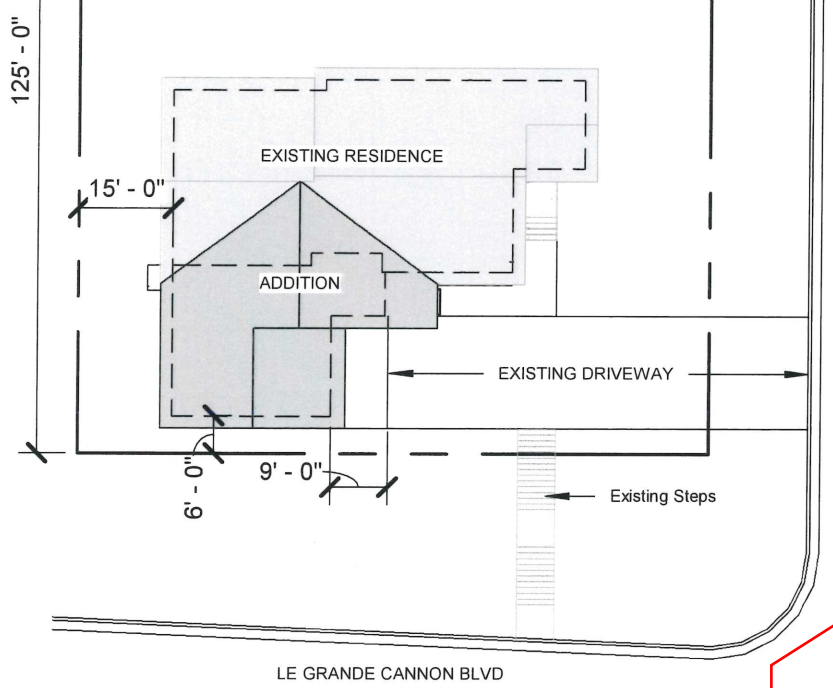 125' - 0"
EXISTING RESIDENCE
15' - 0"
ADDITION
EXISTING DRIVEWAY
6' - 0"
9' - 0"
Existing Steps
LE GRANDE CANNON BLVD